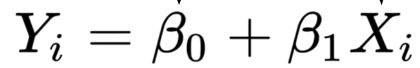 Yᵢ = β₀ + β₁Xᵢ